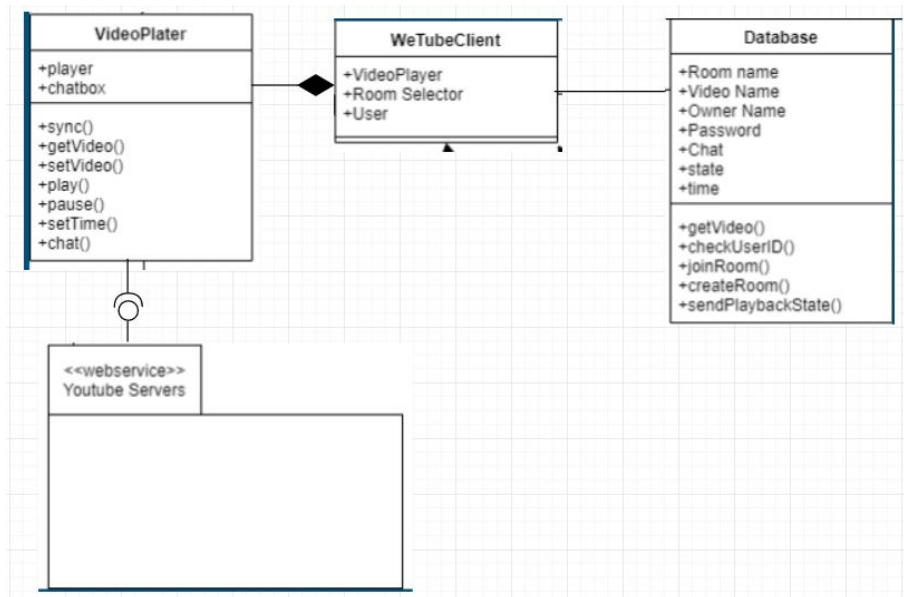 VideoPlater
+player
+chatbox
+sync()
+getVideo()
+setVideo()
+play()
+pause()
+setTime()
+chat()
WeTubeClient
+VideoPlayer
+Room Selector
+User
Database
+Room name
+Video Name
+Owner Name
+Password
+Chat
+state
+time
+getVideo()
+checkUserID()
+joinRoom()
+createRoom()
+sendPlaybackState()
<<webservice>>
Youtube Servers